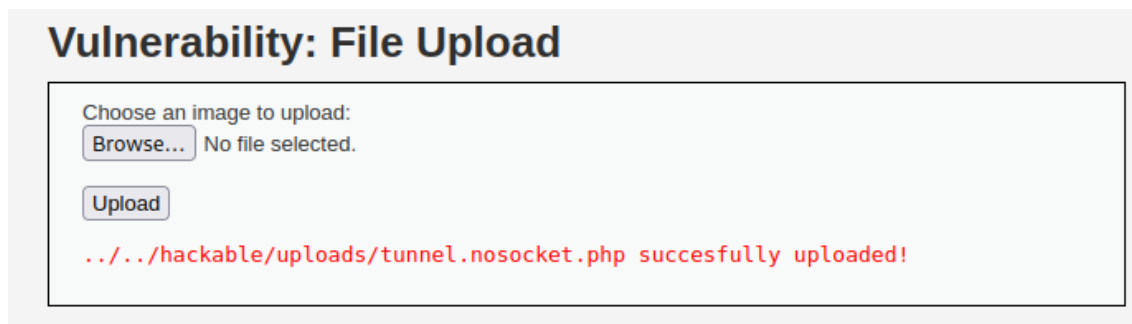 Vulnerability: File Upload
Choose an image to upload:
Browse... No file selected.
Upload
../../hackable/uploads/tunnel.nosocket.php succesfully uploaded!